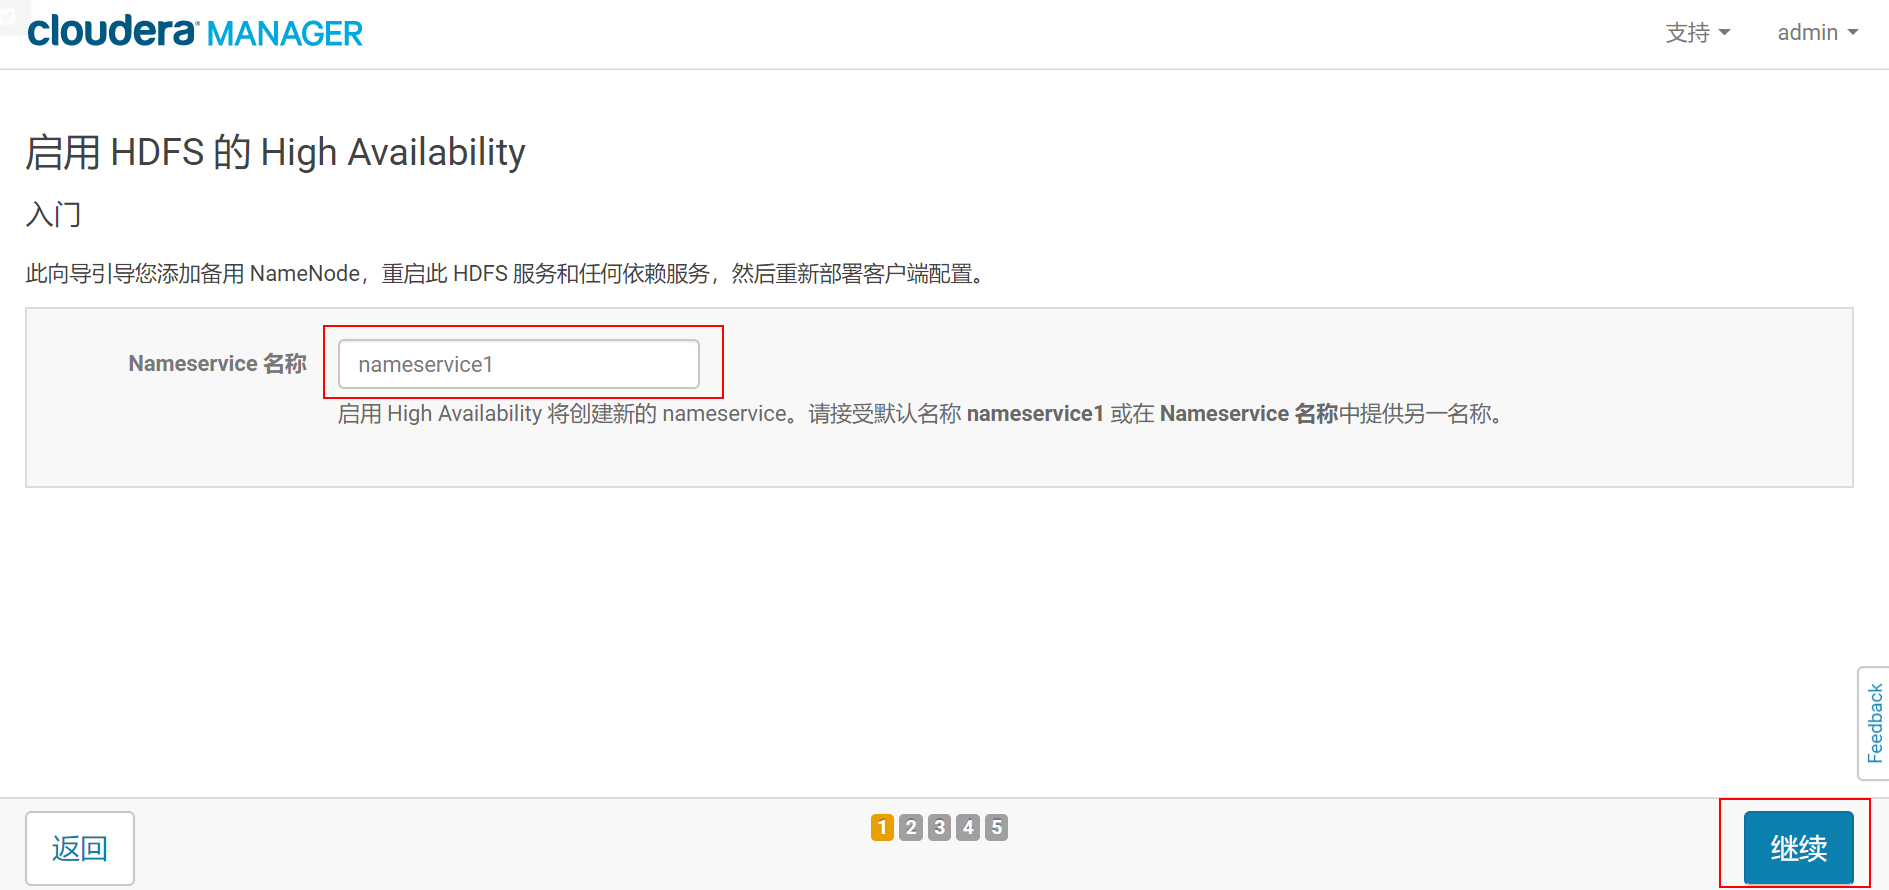 cloudera MANAGER
支持 admin
启用 HDFS 的 High Availability
入门
此向导引导您添加备用 NameNode，重启此 HDFS 服务和任何依赖服务，然后重新部署客户端配置。
Nameservice 名称 nameservice1
启用 High Availability 将创建新的 nameservice。请接受默认名称 nameservice1 或在 Nameservice 名称中提供另一名称。
Feedback
返回 1 2 3 4 5 继续